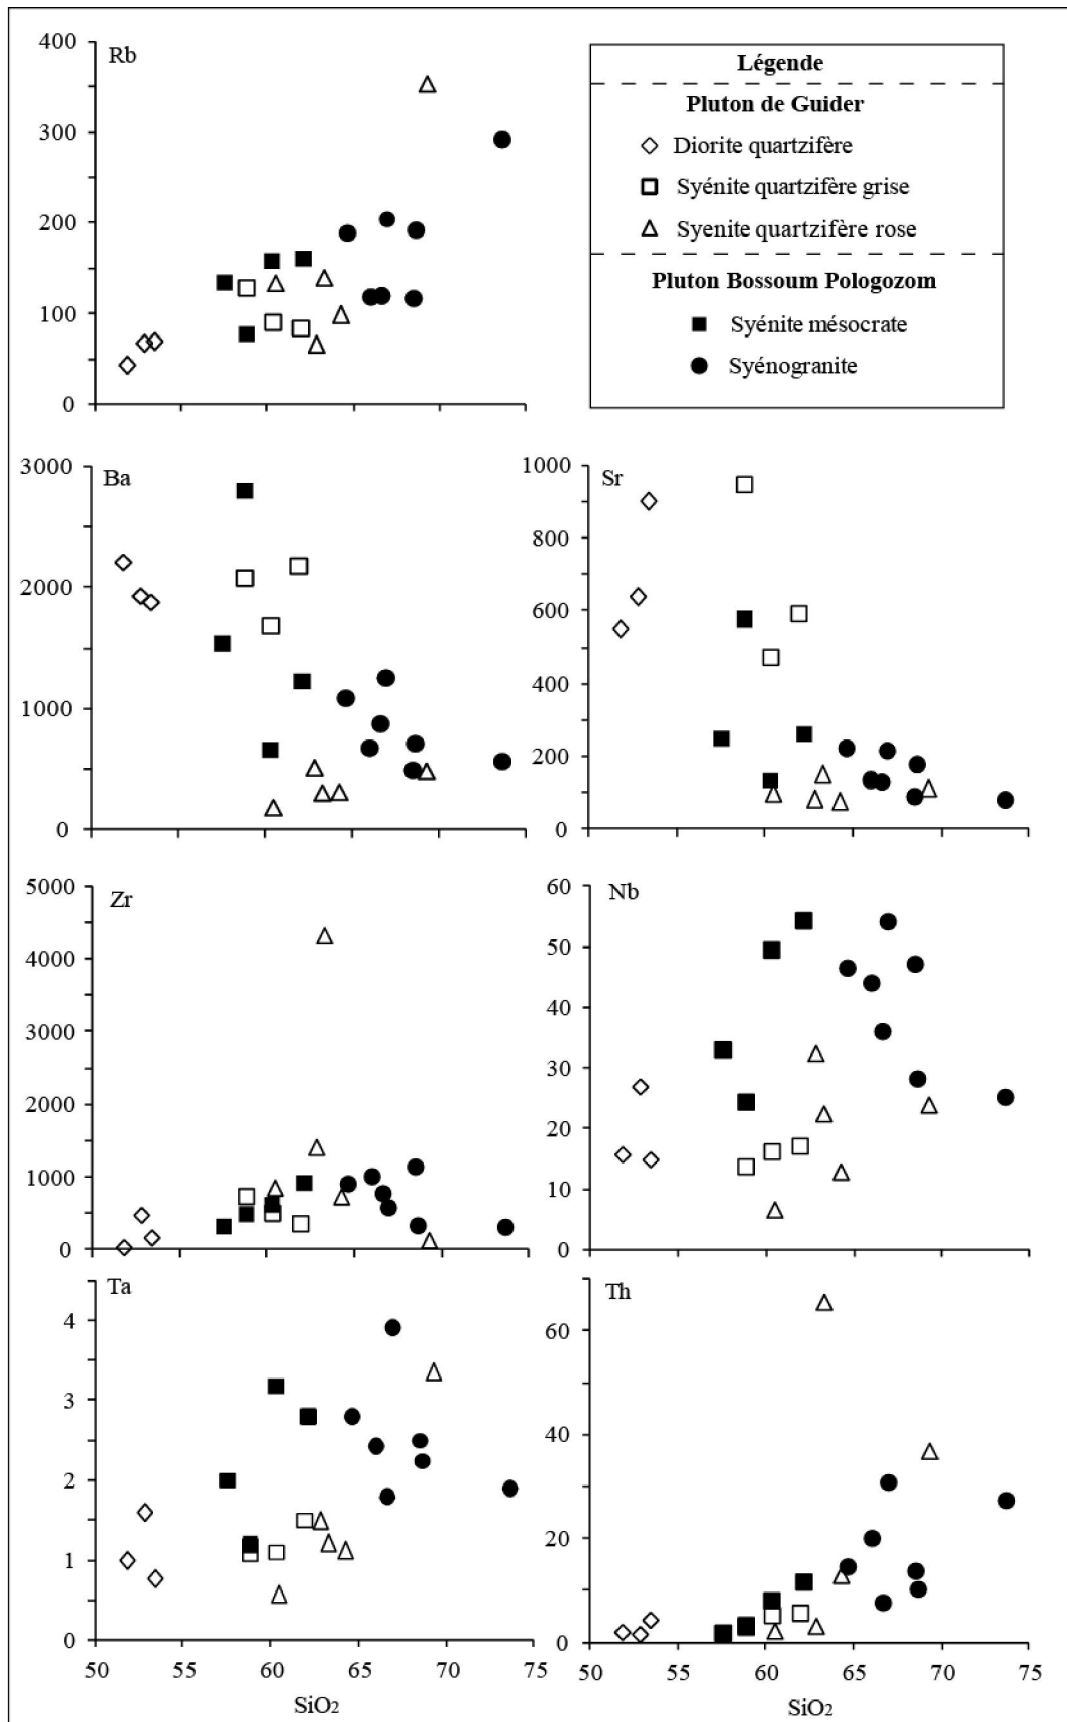 Rb
400
300
200
100
0
Légende
Pluton de Guider
Diorite quartzifère
Syénite quartzifère grise
Syenite quartzifère rose
Pluton Bossoum Pologozom
Syénite mésocrate
Syénogranite
Ba
3000
2000
1000
0
Sr
1000
800
600
400
200
0
Zr
5000
4000
3000
2000
1000
0
Nb
60
50
40
30
20
10
0
Ta
4
3
2
1
0
50 55 60 65 70 75
SiO2
Th
60
40
20
0
50 55 60 65 70 75
SiO2